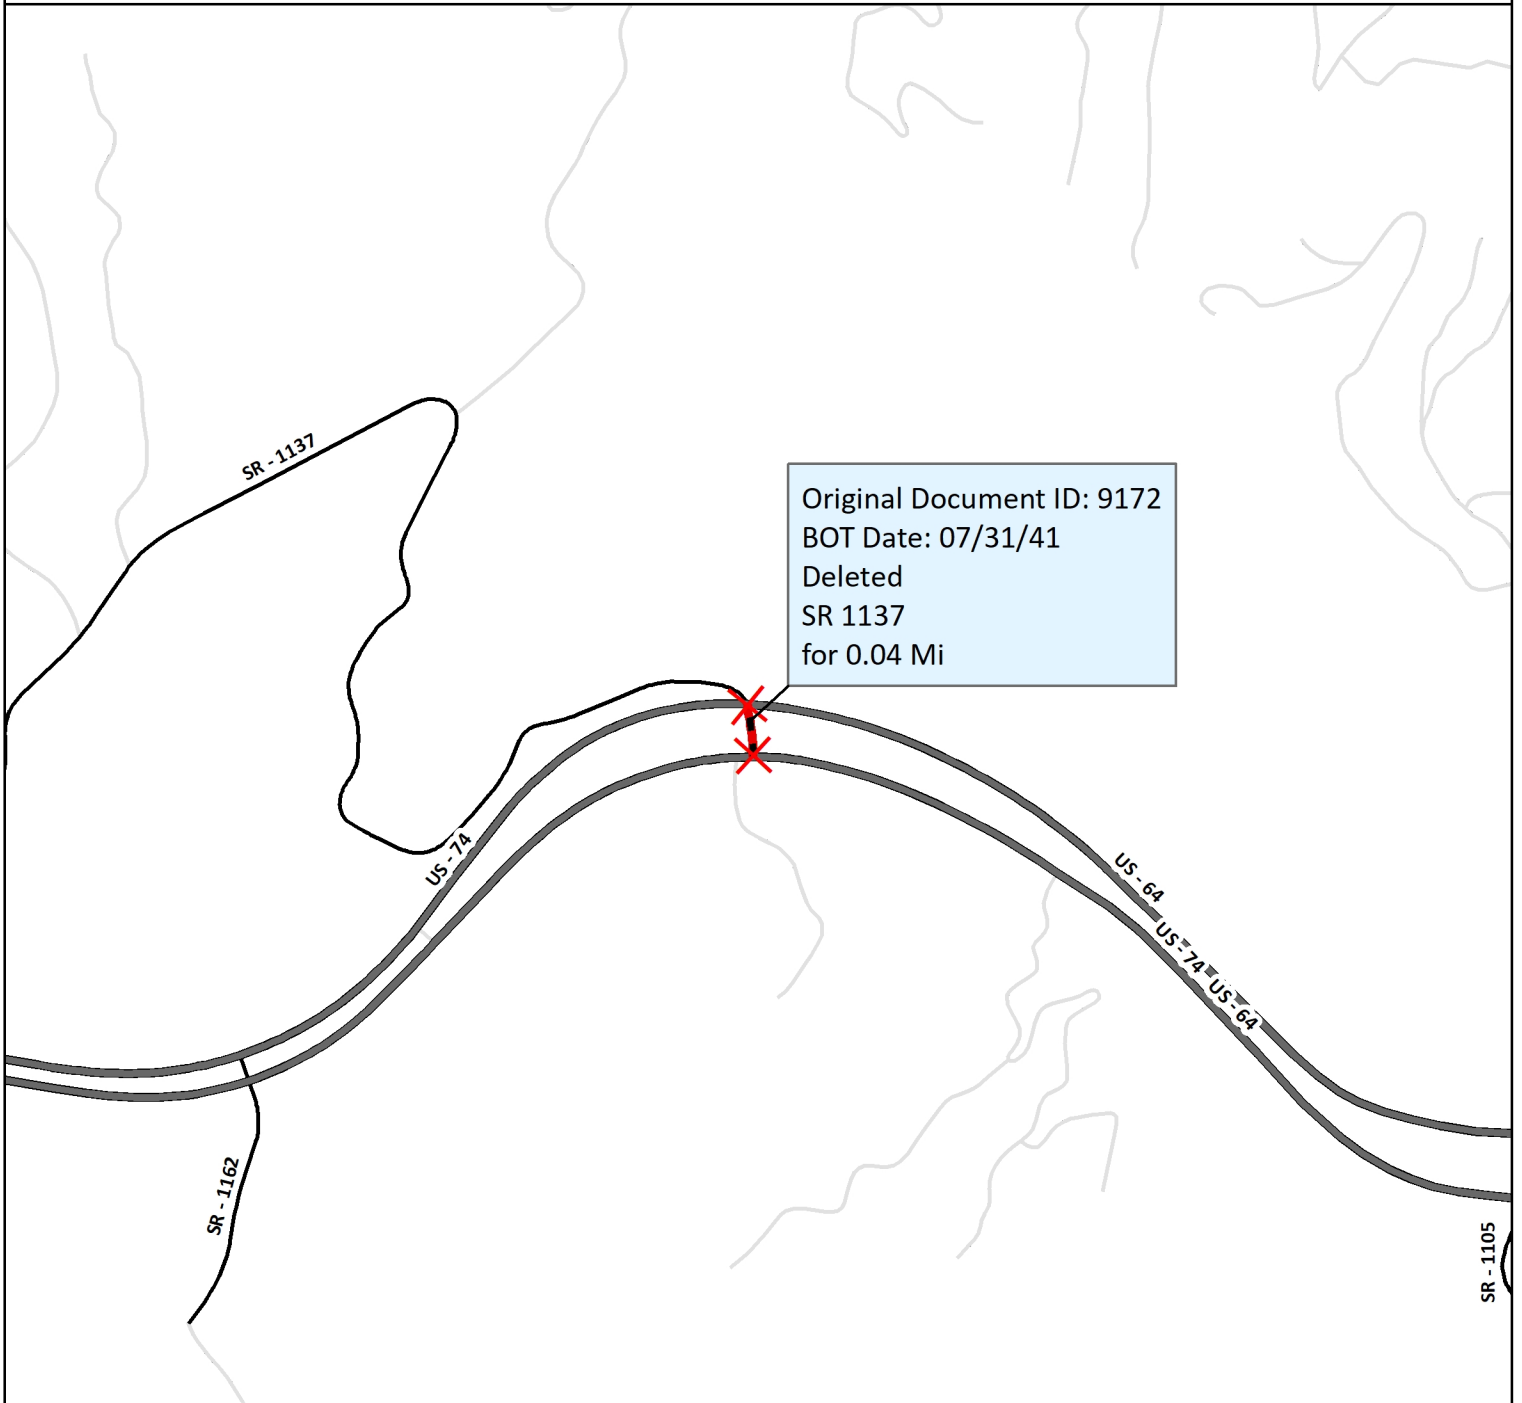 SR - 1137
Original Document ID: 9172
BOT Date: 07/31/41
Deleted
SR 1137
for 0.04 Mi
US - 74
US - 64
US - 74
US - 64
SR - 1162
SR - 1105